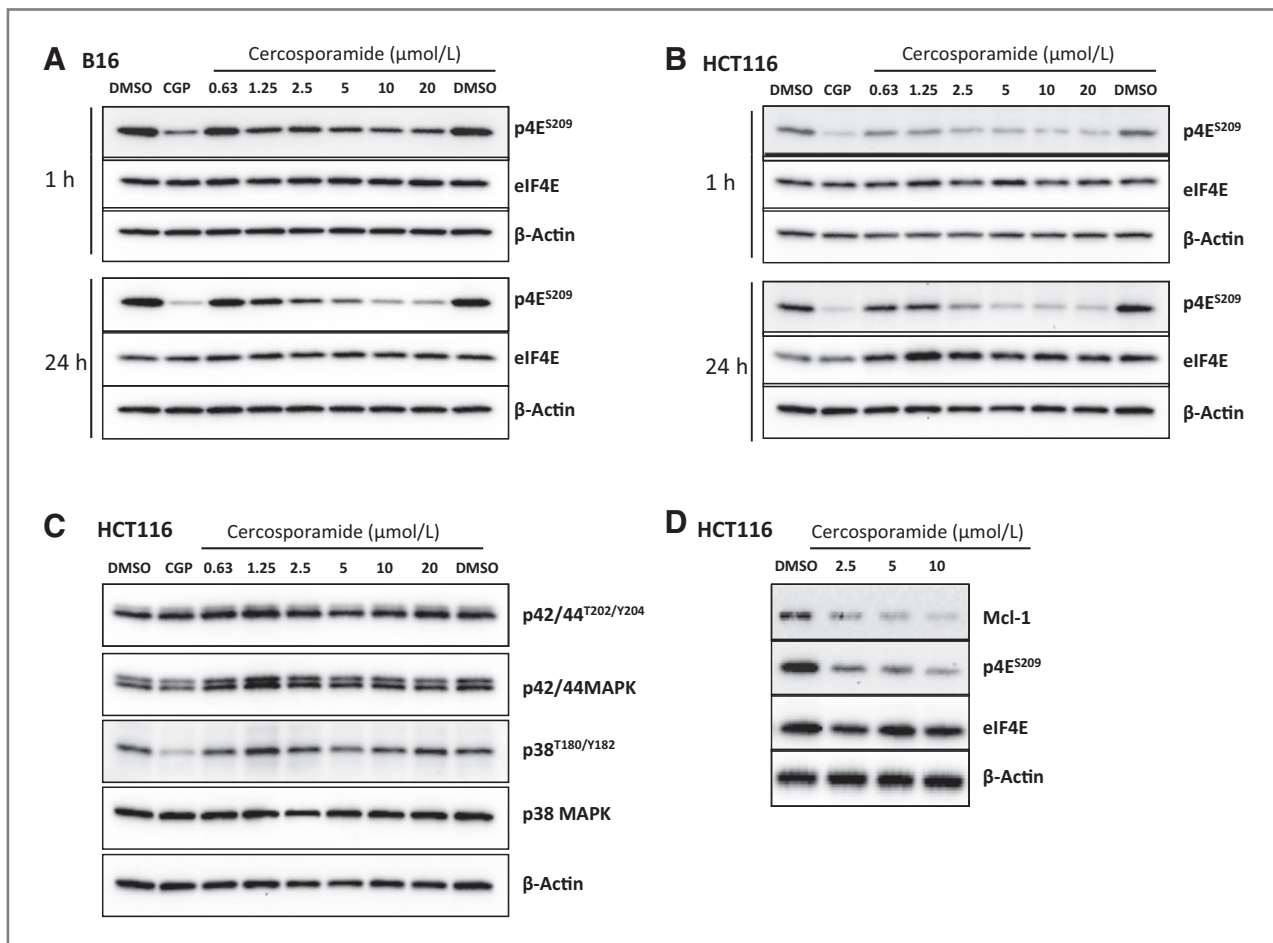 A B16
Cercosporamide (μmol/L)
DMSO CGP 0.63 1.25 2.5 5 10 20 DMSO
1 h
p4E^S209
eIF4E
β-Actin
24 h
p4E^S209
eIF4E
β-Actin
B HCT116
Cercosporamide (μmol/L)
DMSO CGP 0.63 1.25 2.5 5 10 20 DMSO
1 h
p4E^S209
eIF4E
β-Actin
24 h
p4E^S209
eIF4E
β-Actin
C HCT116
Cercosporamide (μmol/L)
DMSO CGP 0.63 1.25 2.5 5 10 20 DMSO
p42/44^T202/Y204
p42/44MAPK
p38^T180/Y182
p38 MAPK
β-Actin
D HCT116
Cercosporamide (μmol/L)
DMSO 2.5 5 10
Mcl-1
p4E^S209
eIF4E
β-Actin